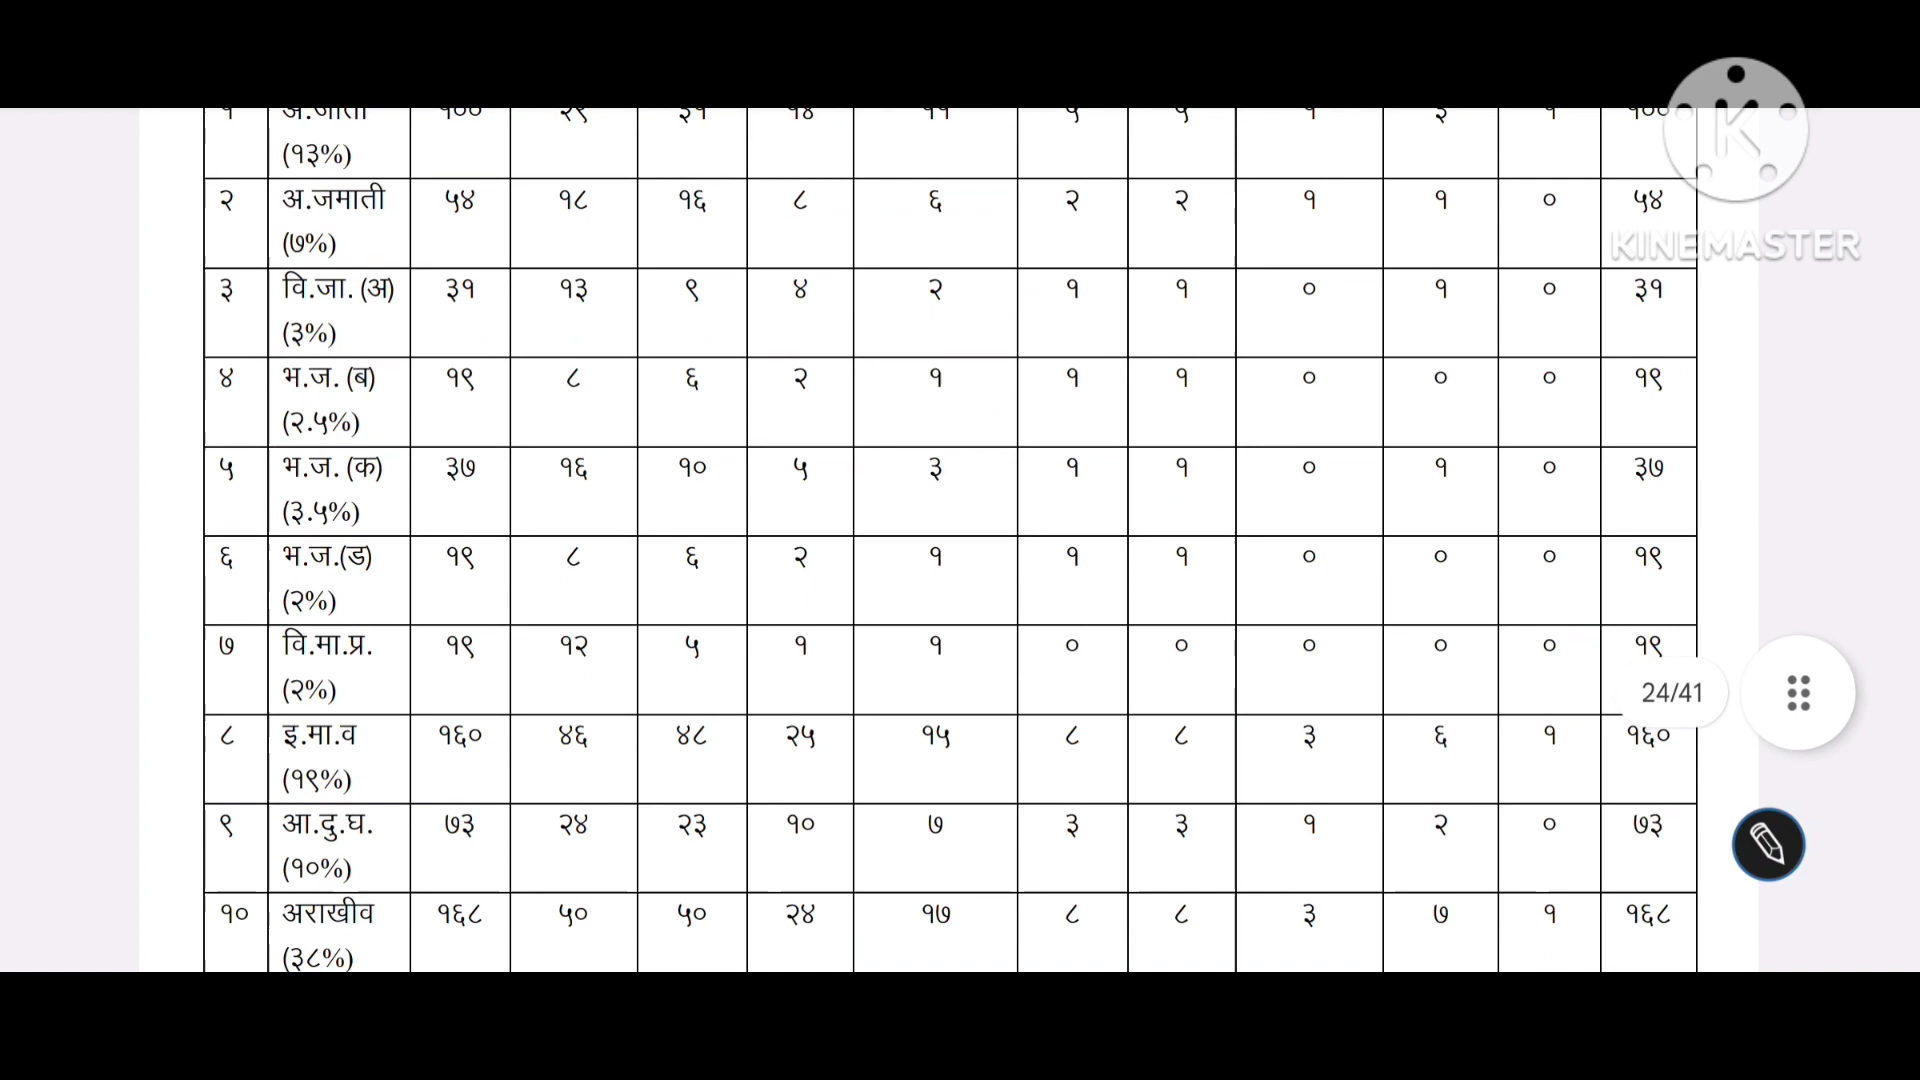 १ अ.जाती १०० २९ ३१ १४ ११ ५ ५ १ ३ १ १००
(१३%)
२ अ.जमाती ५४ १८ १६ ८ ६ २ २ १ १ ० ५४
(७%)
३ वि.जा. (अ) ३१ १३ ९ ४ २ १ १ ० १ ० ३१
(३%)
४ भ.ज. (ब) १९ ८ ६ २ १ १ १ ० ० ० १९
(२.५%)
५ भ.ज. (क) ३७ १६ १० ५ ३ १ १ ० १ ० ३७
(३.५%)
६ भ.ज.(ड) १९ ८ ६ २ १ १ १ ० ० ० १९
(२%)
७ वि.मा.प्र. १९ १२ ५ १ १ ० ० ० ० ० १९
(२%)
८ इ.मा.व १६० ४६ ४८ २५ १५ ८ ८ ३ ६ १ १६०
(१९%)
९ आ.दु.घ. ७३ २४ २३ १० ७ ३ ३ १ २ ० ७३
(१०%)
१० अराखीव १६८ ५० ५० २४ १७ ८ ८ ३ ७ १ १६८
(३८%)
K
KINEMASTER
24/41